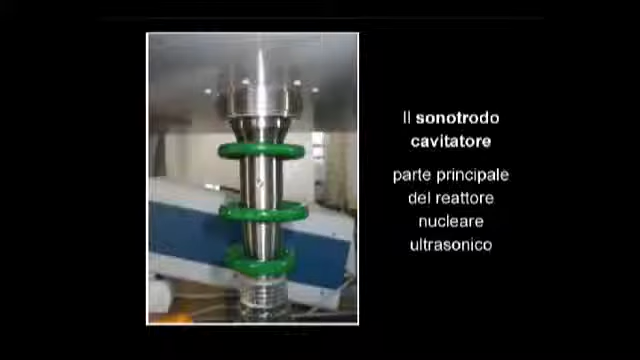 Il sonotrodo
cavitatore
parte principale
del reattore
nucleare
ultrasonico